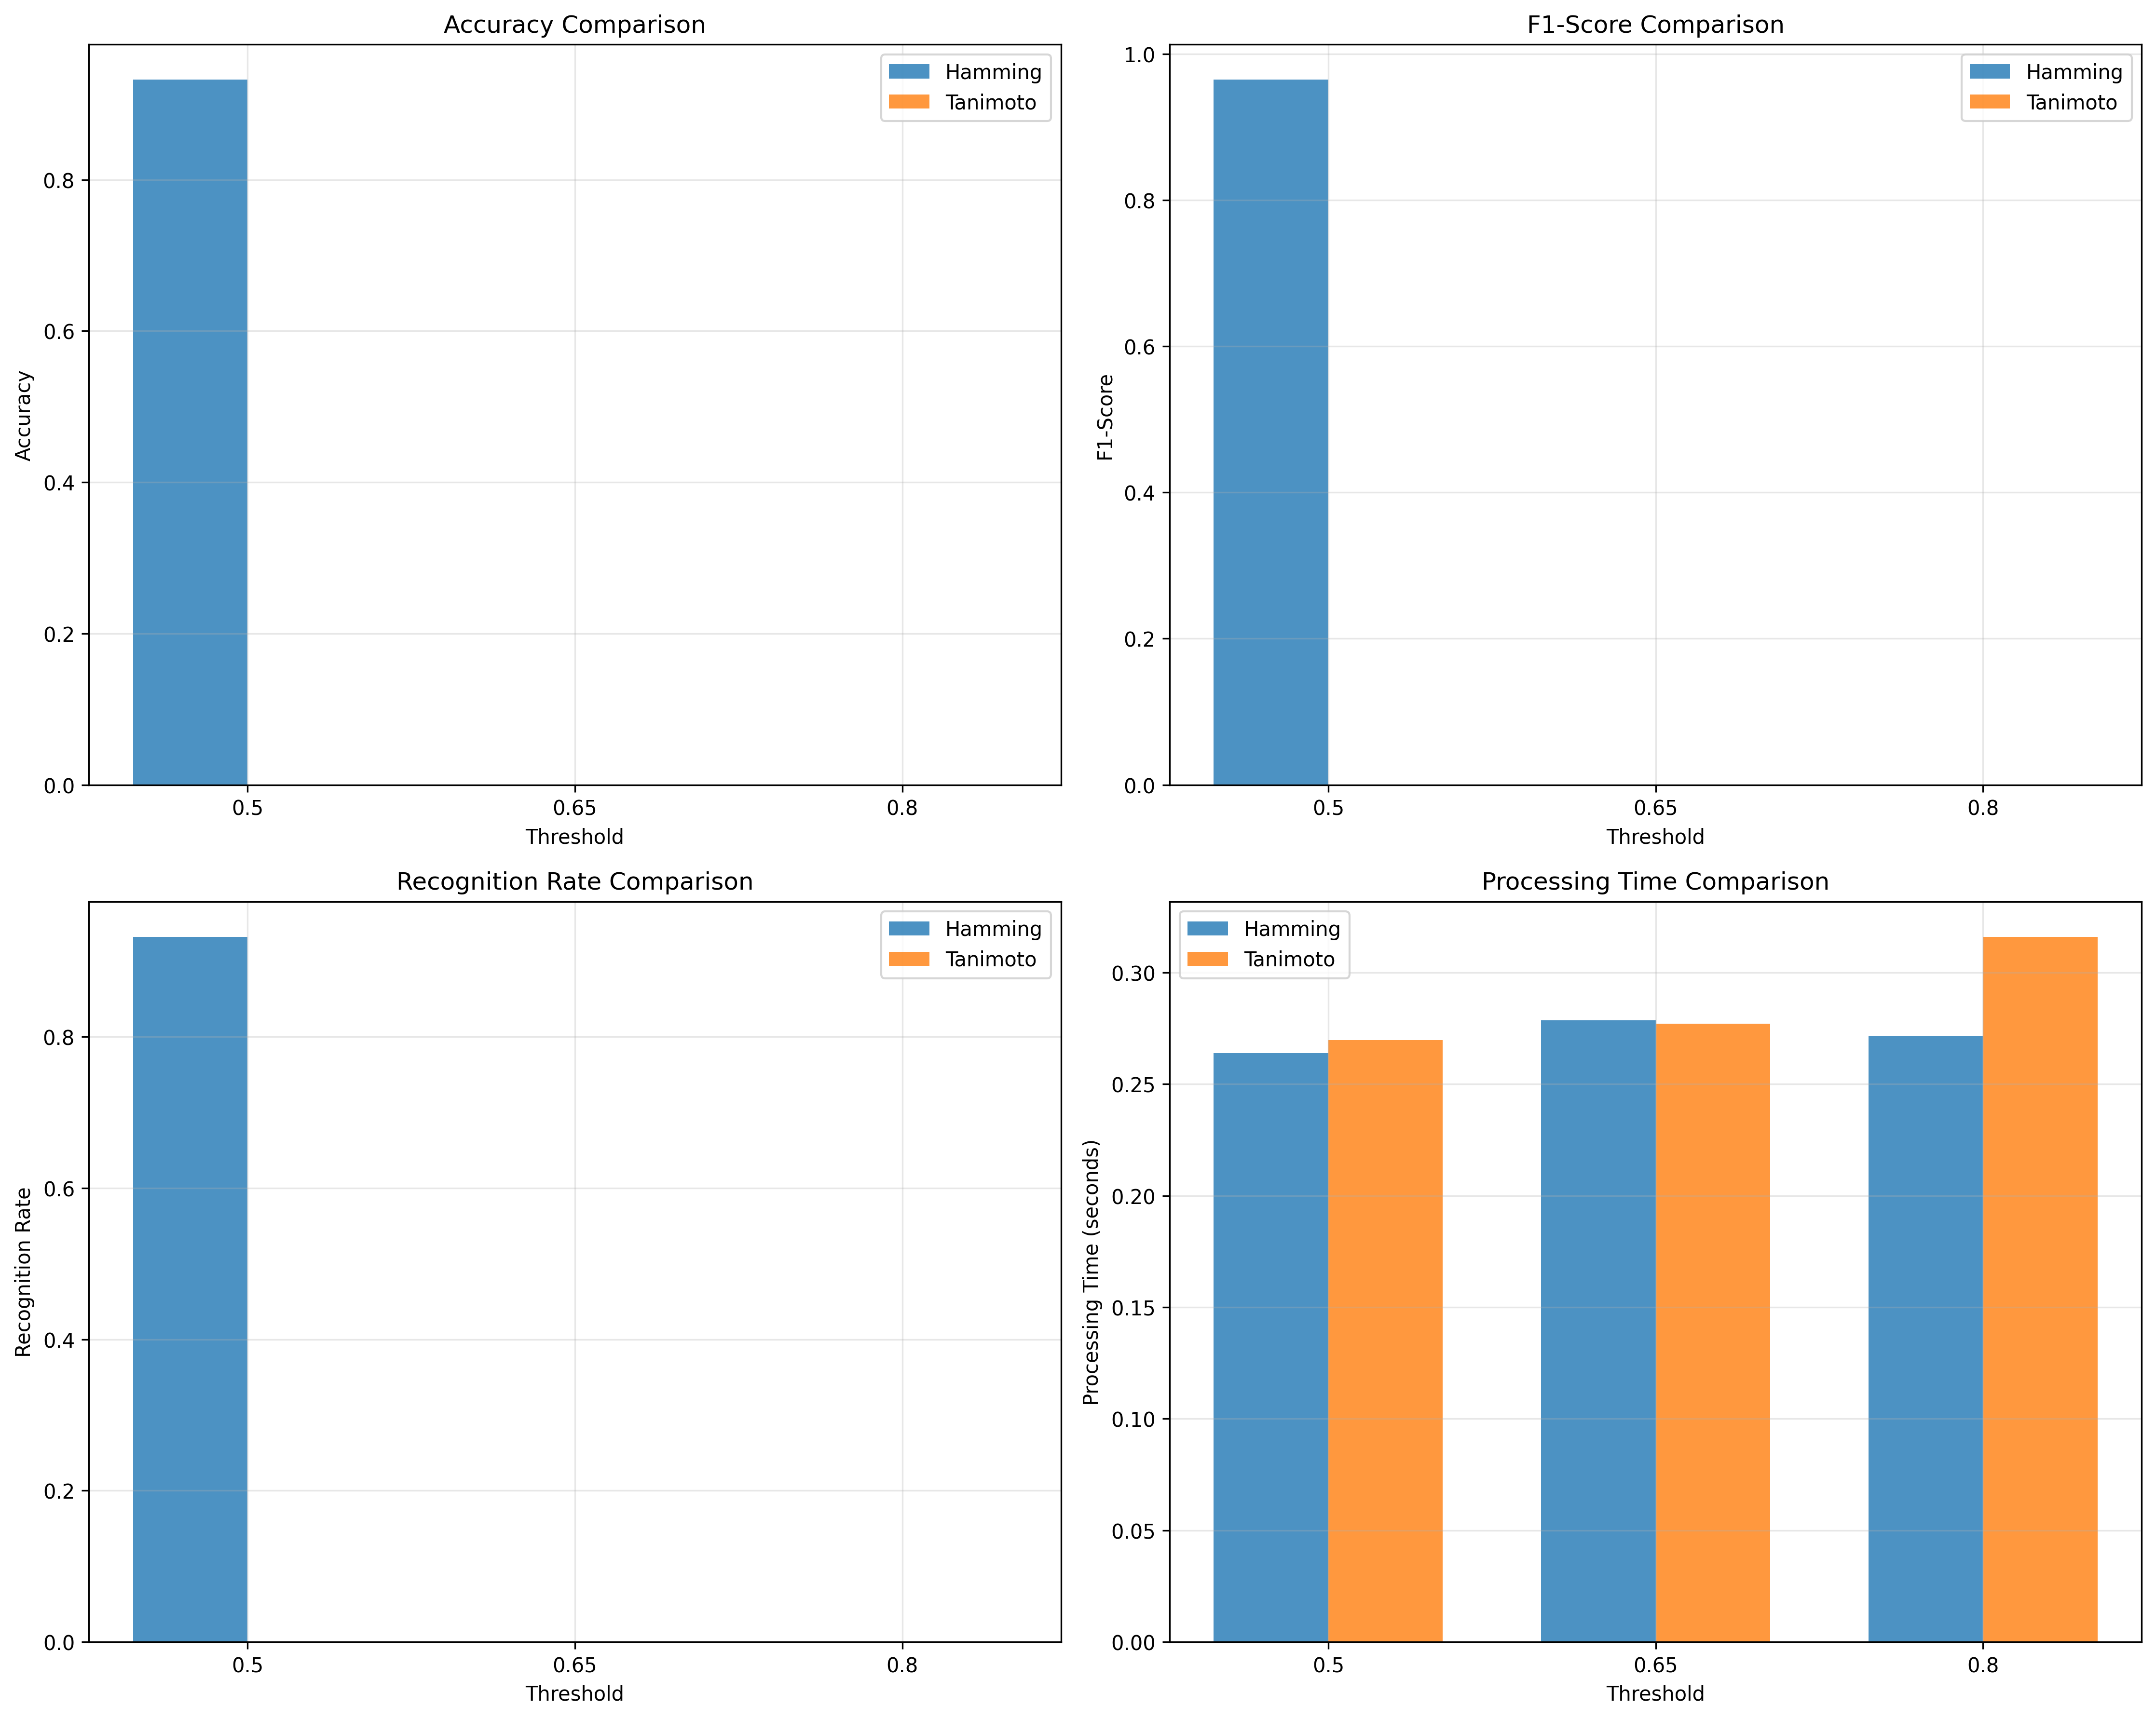 Accuracy Comparison
Hamming
Tanimoto
Accuracy
0.8
0.6
0.4
0.2
0.0
0.5
0.65
0.8
Threshold
F1-Score Comparison
Hamming
Tanimoto
F1-Score
1.0
0.8
0.6
0.4
0.2
0.0
0.5
0.65
0.8
Threshold
Recognition Rate Comparison
Hamming
Tanimoto
Recognition Rate
0.8
0.6
0.4
0.2
0.0
0.5
0.65
0.8
Threshold
Processing Time Comparison
Hamming
Tanimoto
Processing Time (seconds)
0.30
0.25
0.20
0.15
0.10
0.05
0.00
0.5
0.65
0.8
Threshold